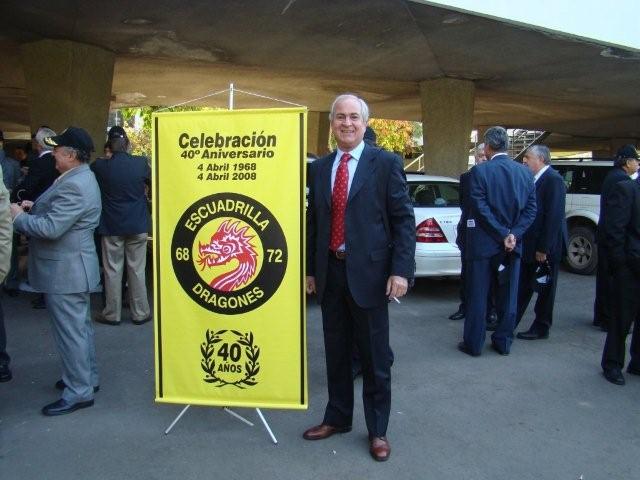 Celebración
40º Aniversario
4 Abril 1968
4 Abril 2008
ESCUADRILLA
68 72
DRAGONES
40
AÑOS